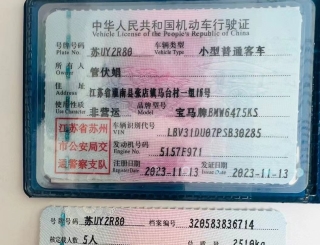 中华人民共和国机动车行驶证
Vehicle License of the People's Republic of China
号牌号码 苏UYZR80 车辆类型 小型普通客车
Plate No. Vehicle Type
所有人 管伏娼
Owner
住址 江苏省灌南县张店镇马台村一组16号
Address
使用性质 非营运 品牌型号 宝马牌BMW6475KS
Use Character Model
江苏省苏州
市公安局交
通警察支队
车辆识别代号 LBV31DU07PSB30285
VIN
发动机号码 5157F971
Engine No.
注册日期 2023-11-13 发证日期 2023-11-13
Register Date Issue Date
号牌号码 苏UYZR80 档案编号 320583836714
核定载人数 5人 总质量 2510kg